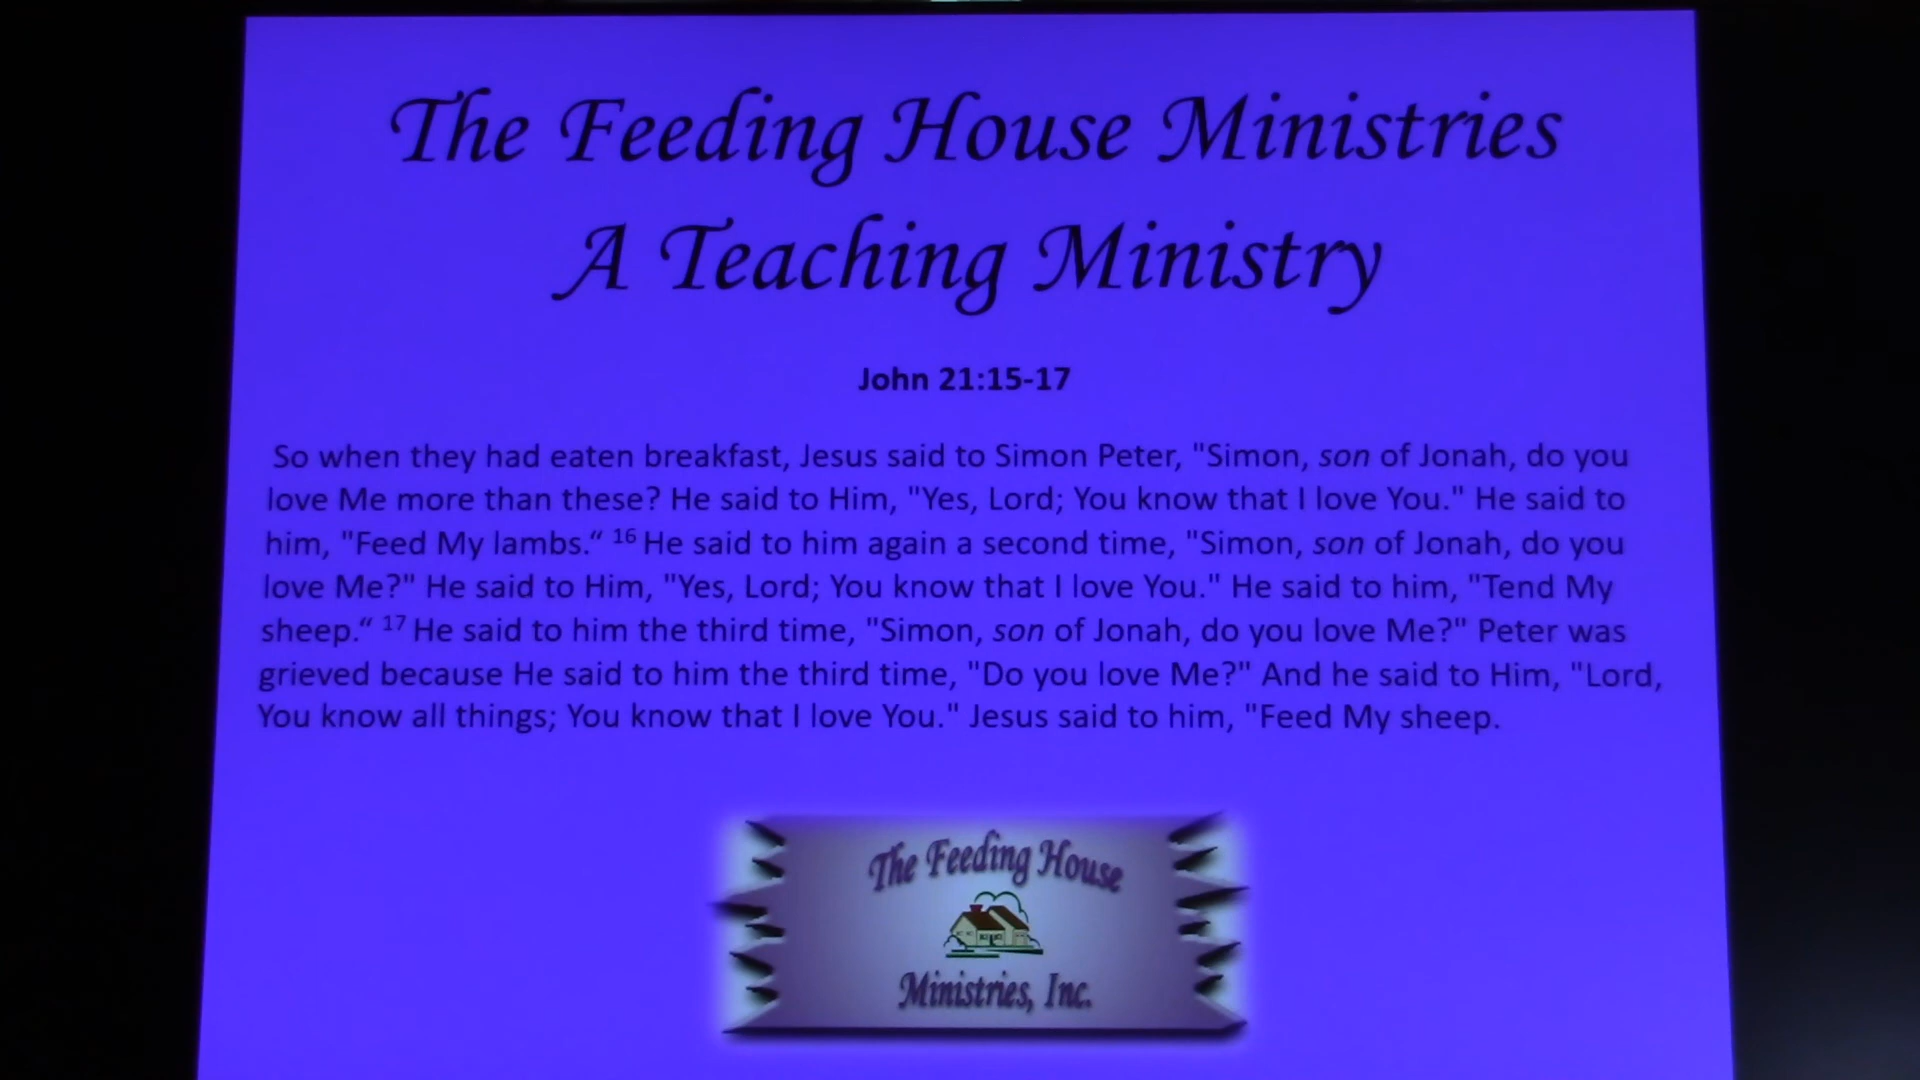 The Feeding House Ministries
A Teaching Ministry
John 21:15-17
So when they had eaten breakfast, Jesus said to Simon Peter, "Simon, son of Jonah, do you
love Me more than these? He said to Him, "Yes, Lord; You know that I love You." He said to
him, "Feed My lambs.“ 16 He said to him again a second time, "Simon, son of Jonah, do you
love Me?" He said to Him, "Yes, Lord; You know that I love You." He said to him, "Tend My
sheep.“ 17 He said to him the third time, "Simon, son of Jonah, do you love Me?" Peter was
grieved because He said to him the third time, "Do you love Me?" And he said to Him, "Lord,
You know all things; You know that I love You." Jesus said to him, "Feed My sheep.
The Feeding House
Ministries, Inc.